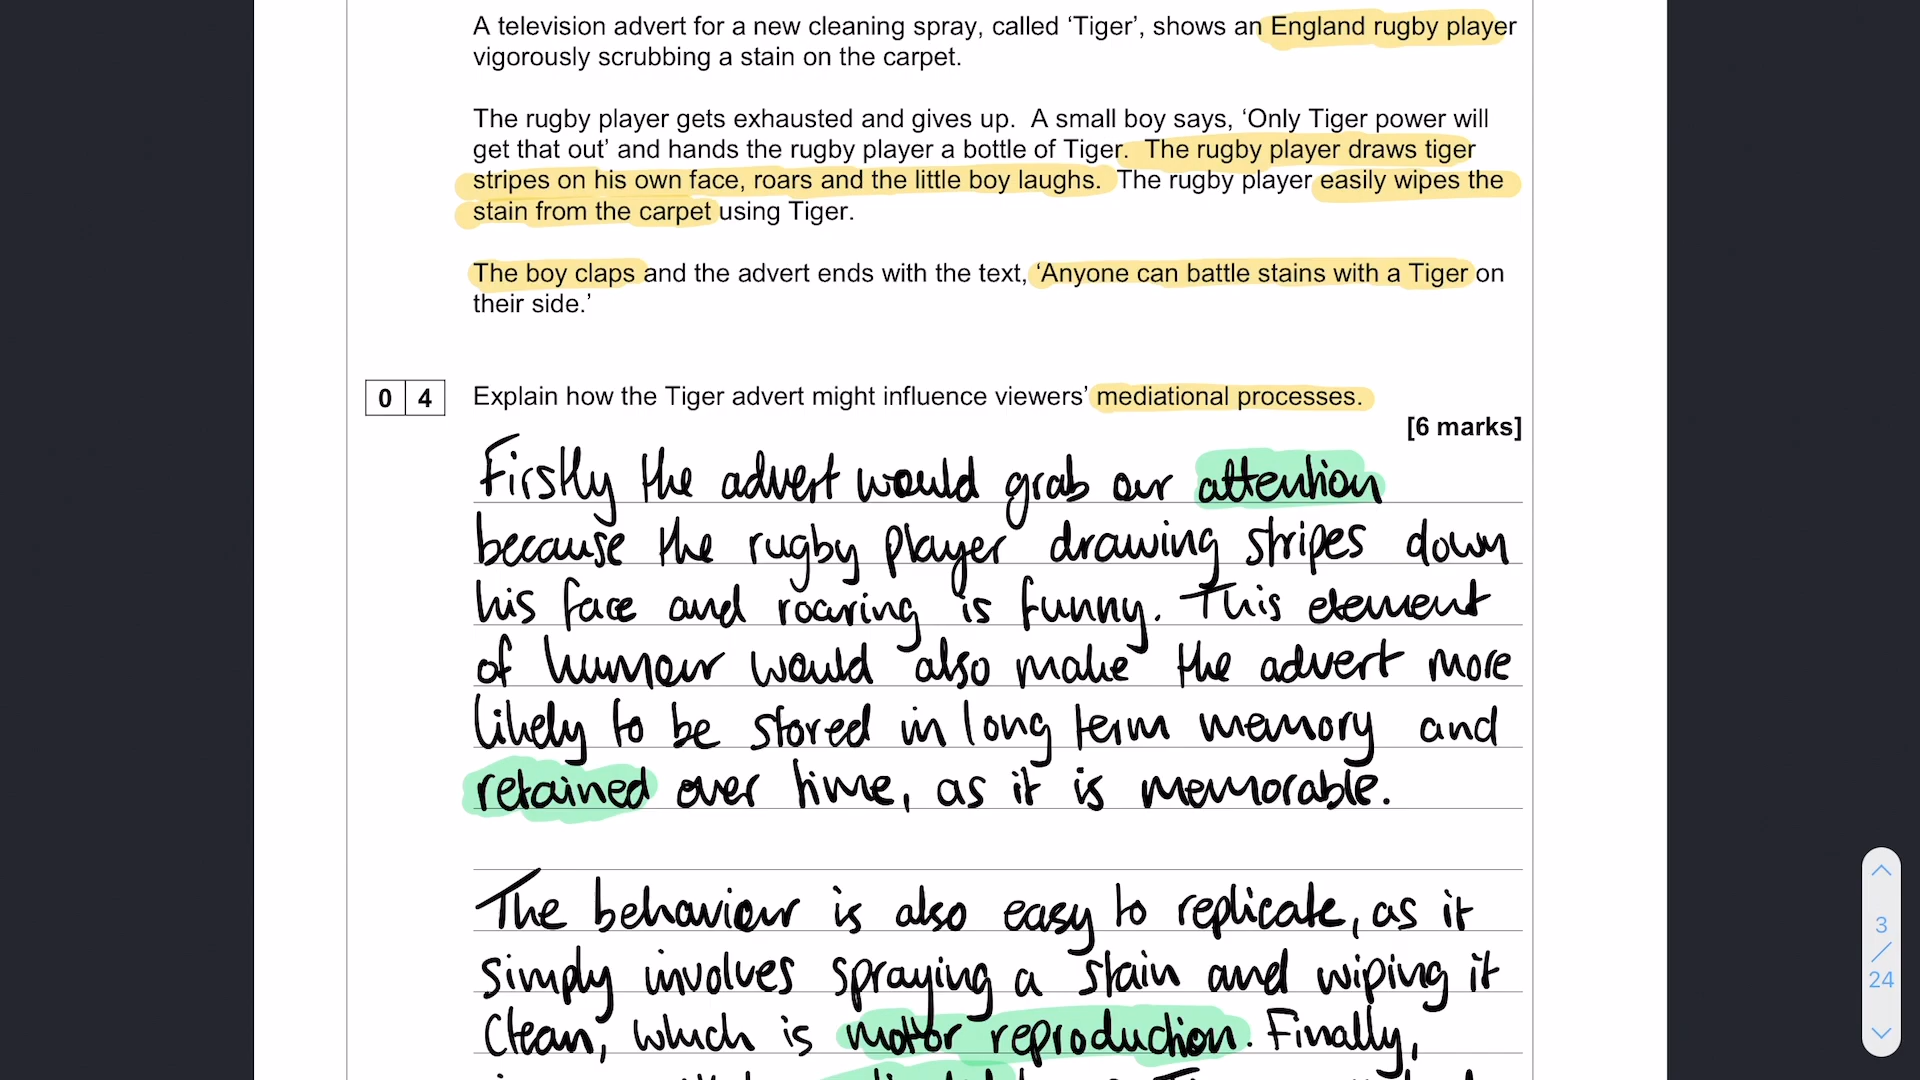 A television advert for a new cleaning spray, called ‘Tiger’, shows an England rugby player
vigorously scrubbing a stain on the carpet.
The rugby player gets exhausted and gives up. A small boy says, ‘Only Tiger power will
get that out’ and hands the rugby player a bottle of Tiger. The rugby player draws tiger
stripes on his own face, roars and the little boy laughs. The rugby player easily wipes the
stain from the carpet using Tiger.
The boy claps and the advert ends with the text, ‘Anyone can battle stains with a Tiger on
their side.’
0 4 Explain how the Tiger advert might influence viewers’ mediational processes.
[6 marks]
Firstly the advert would grab our attention
because the rugby player drawing stripes down
his face and roaring is funny. This element
of humour would also make the advert more
likely to be stored in long term memory and
retained over time, as it is memorable.
The behaviour is also easy to replicate, as it
simply involves spraying a stain and wiping it
clean, which is motor reproduction. Finally,
3
24